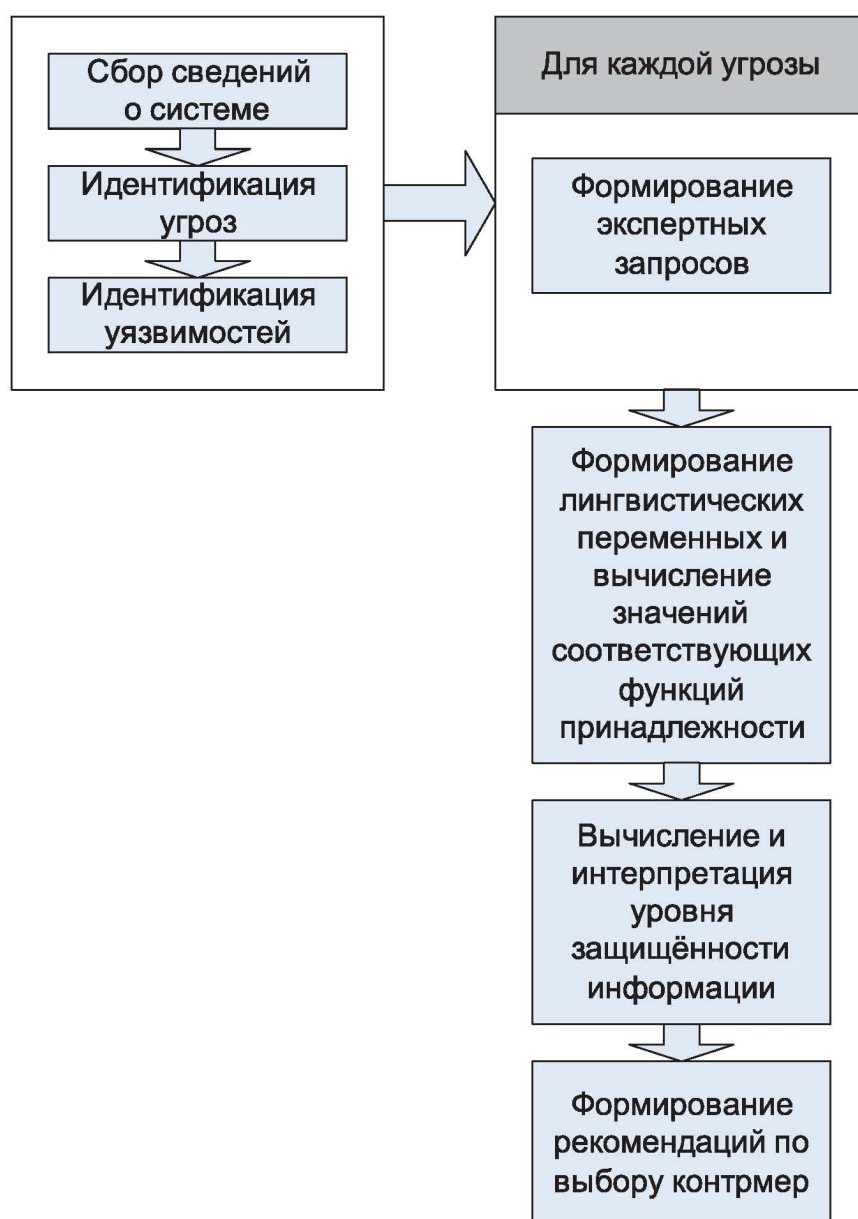 Сбор сведений
о системе
Идентификация
угроз
Идентификация
уязвимостей
Для каждой угрозы
Формирование
экспертных
запросов
Формирование
лингвистических
переменных и
вычисление
значений
соответствующих
функций
принадлежности
Вычисление и
интерпретация
уровня
защищённости
информации
Формирование
рекомендаций по
выбору контрмер